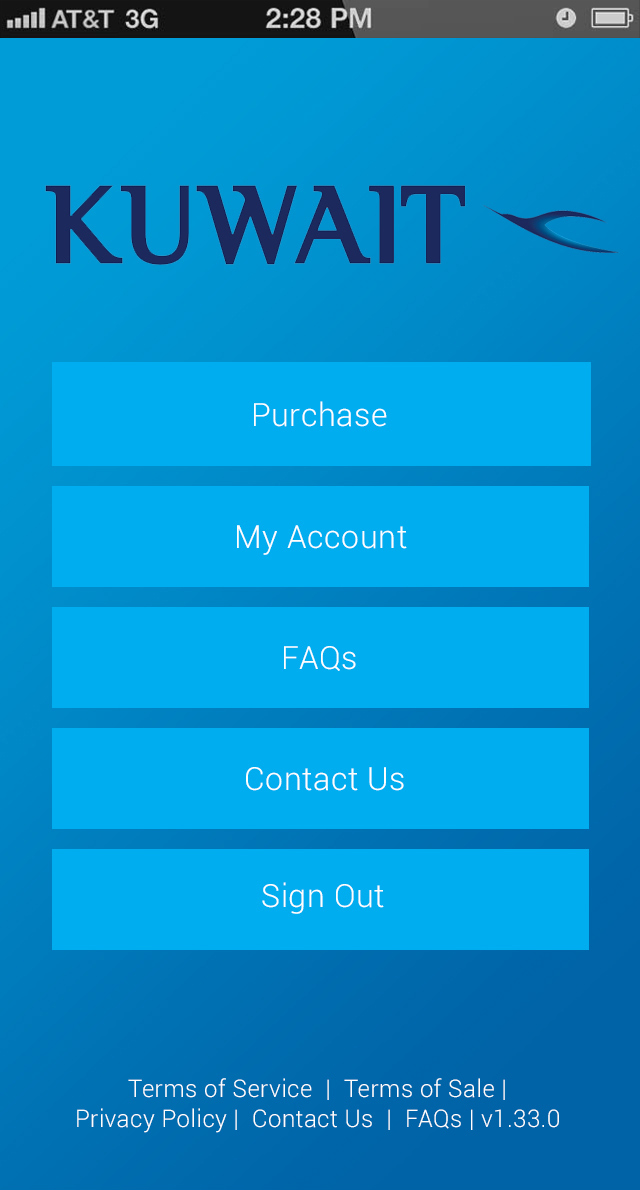 AT&T 3G 2:28 PM
KUWAIT
Purchase
My Account
FAQs
Contact Us
Sign Out
Terms of Service | Terms of Sale |
Privacy Policy | Contact Us | FAQs | v1.33.0